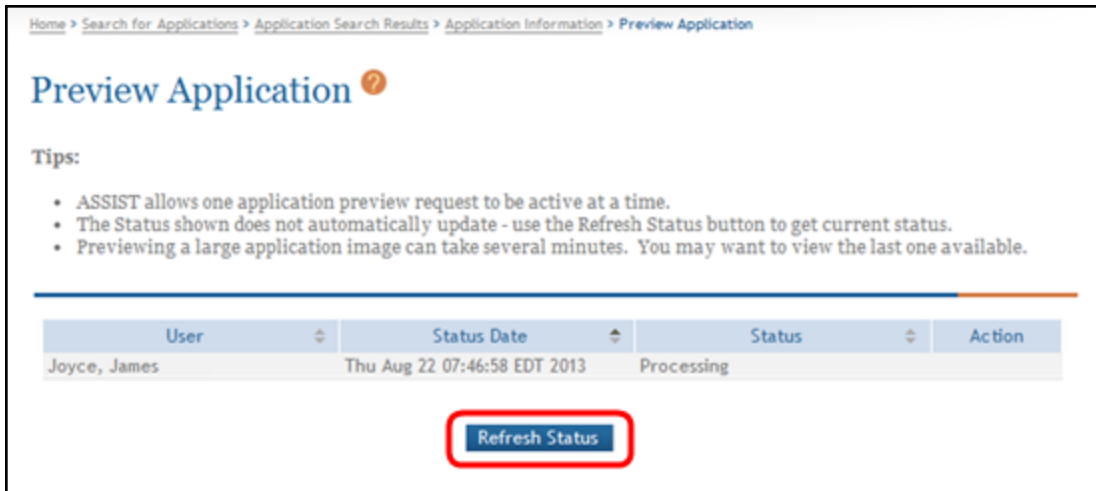 Home > Search for Applications > Application Search Results > Application Information > Preview Application
Preview Application ?
Tips:
• ASSIST allows one application preview request to be active at a time.
• The Status shown does not automatically update - use the Refresh Status button to get current status.
• Previewing a large application image can take several minutes. You may want to view the last one available.
User Status Date Status Action
Joyce, James Thu Aug 22 07:46:58 EDT 2013 Processing
Refresh Status